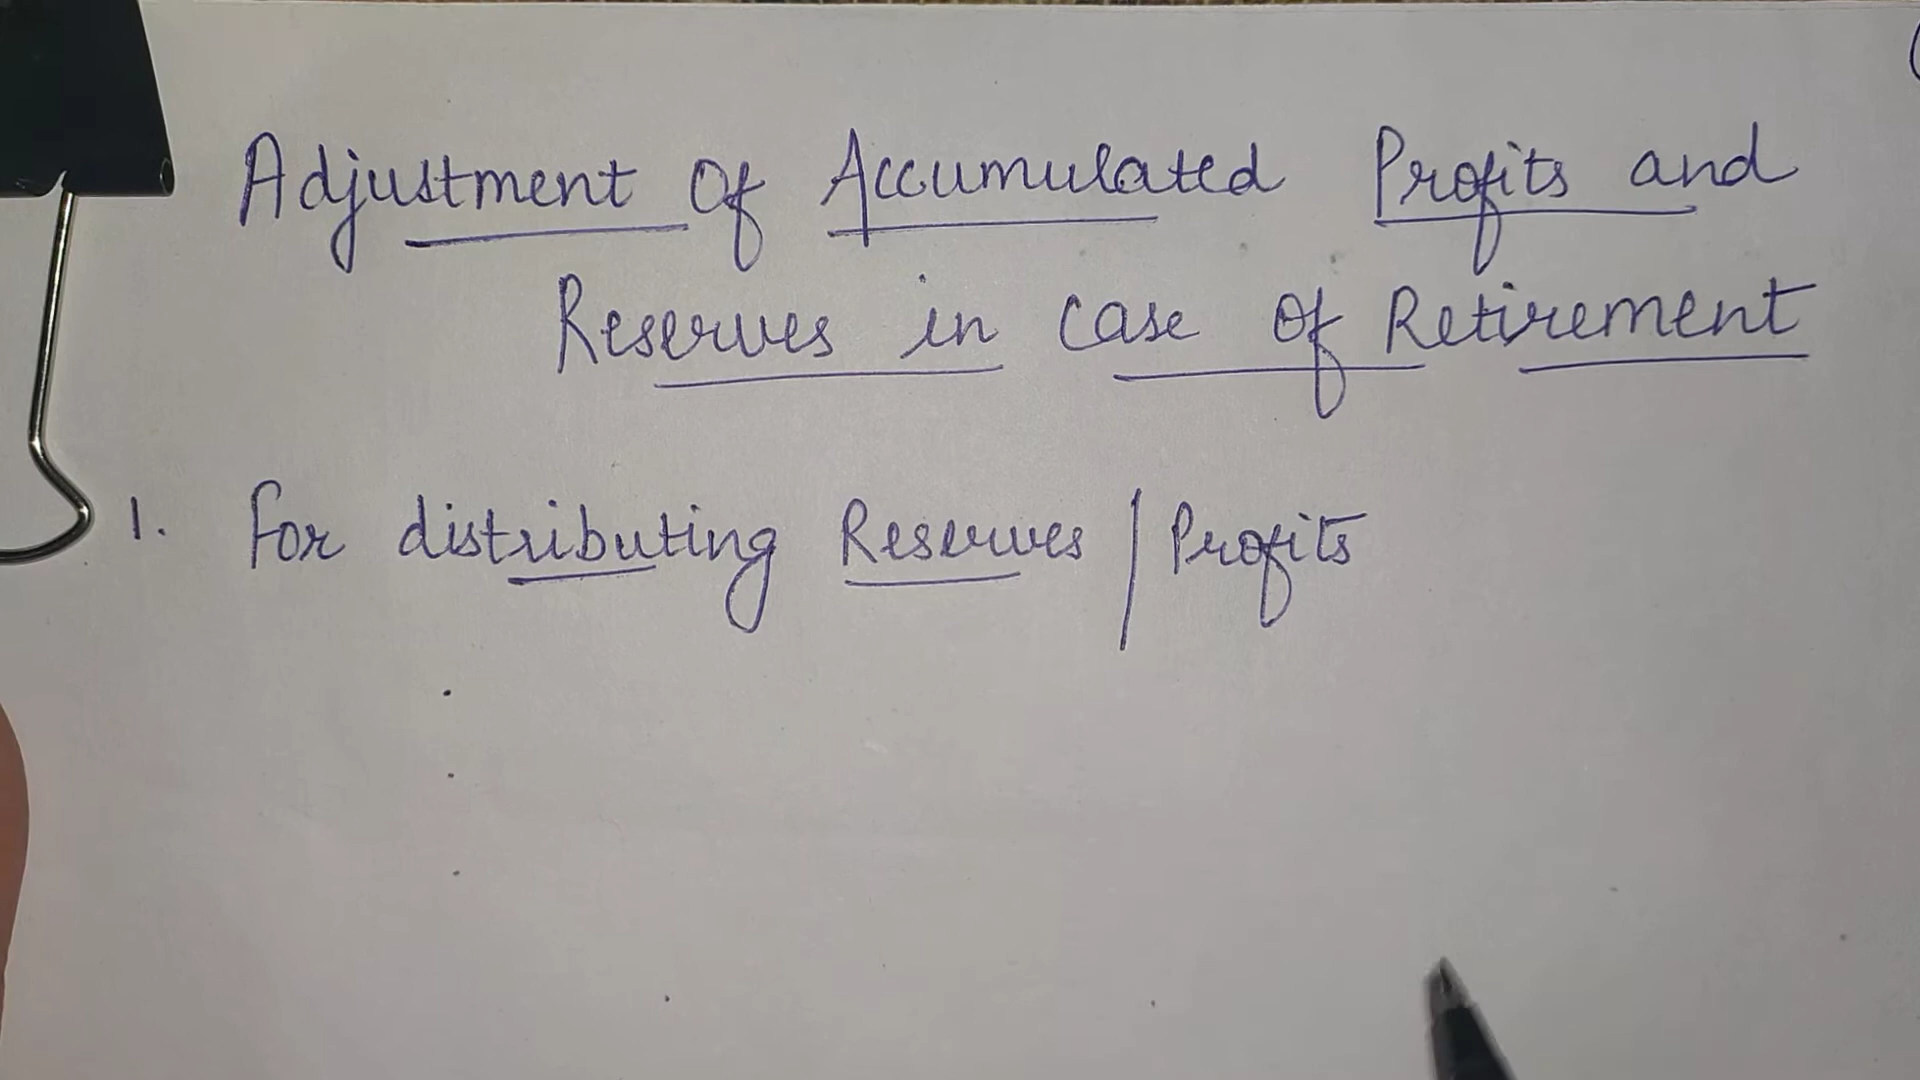 Adjustment Of Accumulated Profits and
Reserves in case Of Retirement
1. For distributing Reserves / Profits